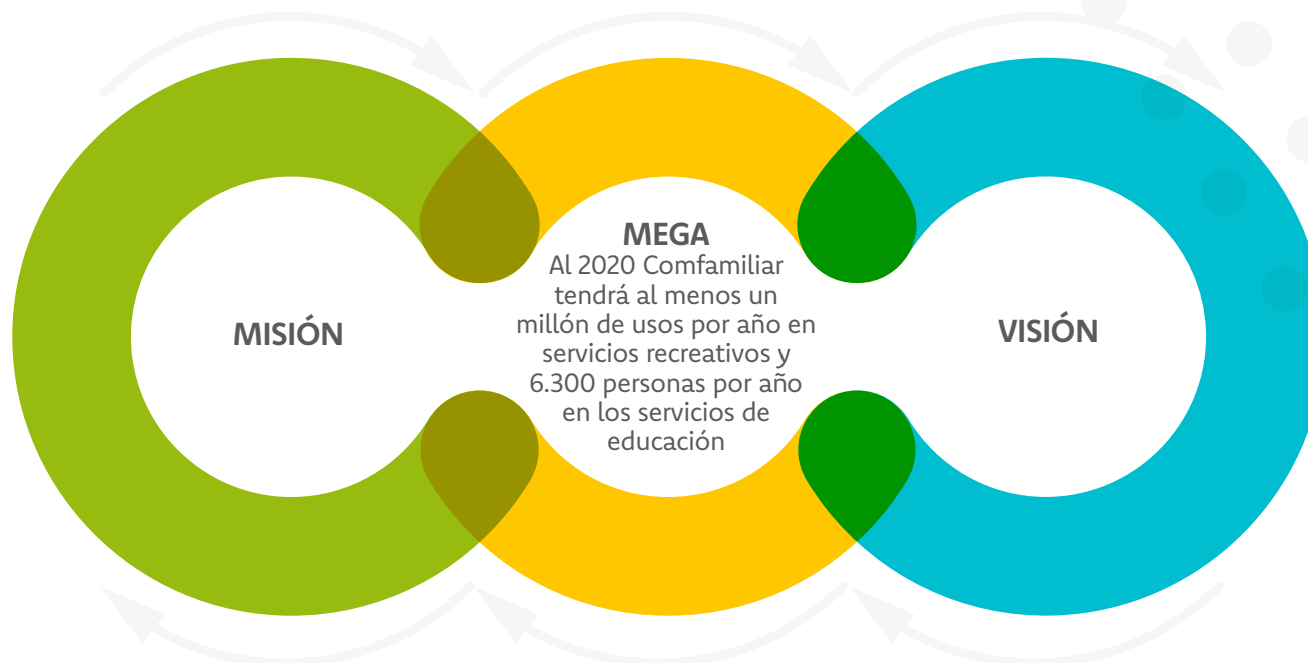 MISIÓN
MEGA
Al 2020 Comfamiliar
tendrá al menos un
millón de usos por año en
servicios recreativos y
6.300 personas por año
en los servicios de
educación
VISIÓN